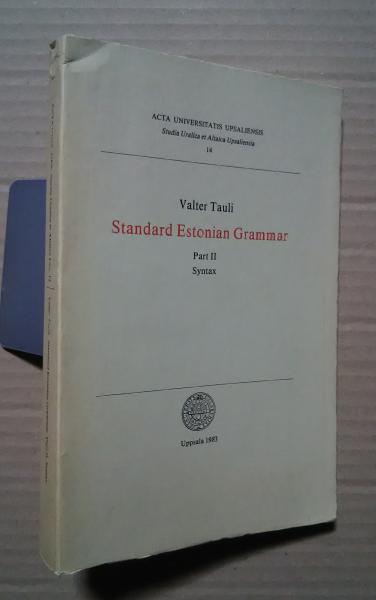 ACTA UNIVERSITATIS UPSALIENSIS
Studia Uralica et Altaica Upsaliensia
14
Valter Tauli
Standard Estonian Grammar
Part II
Syntax
Uppsala 1983